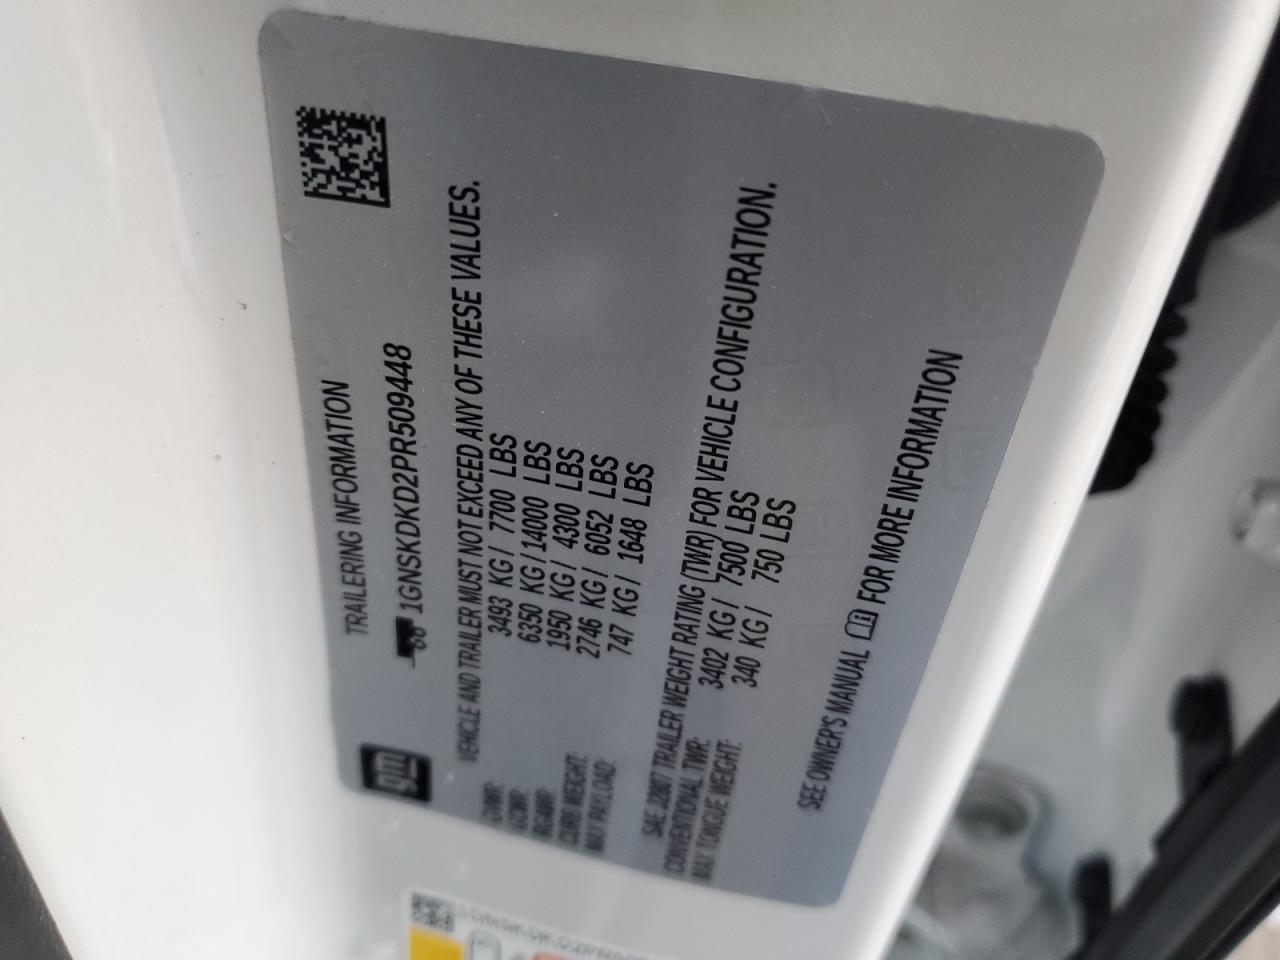 gm
TRAILERING INFORMATION
1GNSKDKD2PR509448
VEHICLE AND TRAILER MUST NOT EXCEED ANY OF THESE VALUES.
GVWR: 3493 KG/ 7700 LBS
GCWR: 6350 KG/ 14000 LBS
RGAWR: 1950 KG/ 4300 LBS
CURB WEIGHT: 2746 KG/ 6052 LBS
MAX PAYLOAD: 747 KG/ 1648 LBS
SAE J2807 TRAILER WEIGHT RATING (TWR) FOR VEHICLE CONFIGURATION.
CONVENTIONAL TWR: 3402 KG/ 7500 LBS
MAX TONGUE WEIGHT: 340 KG/ 750 LBS
SEE OWNER'S MANUAL FOR MORE INFORMATION